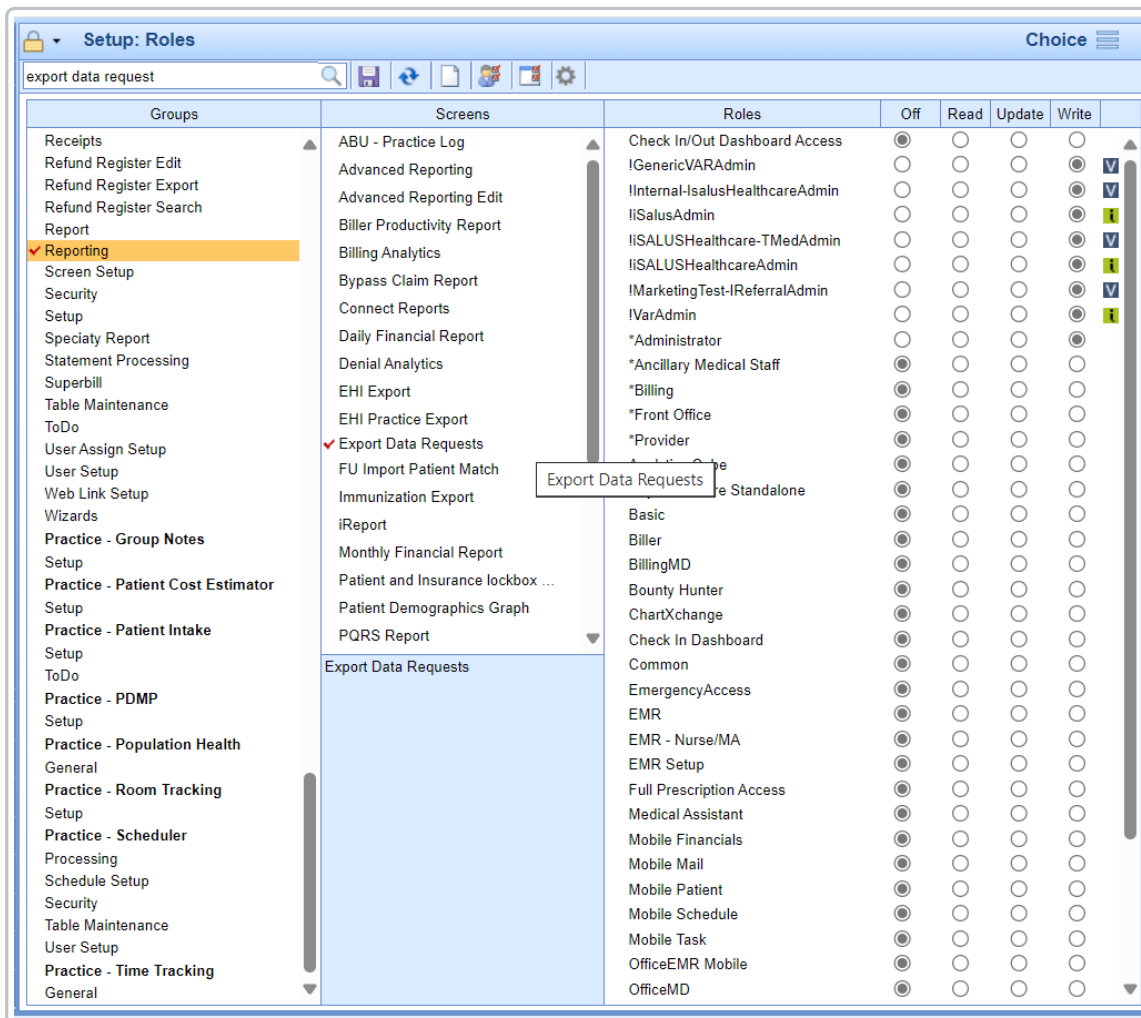 Setup: Roles
Choice
export data request
Groups
Receipts
Refund Register Edit
Refund Register Export
Refund Register Search
Report
Reporting
Screen Setup
Security
Setup
Specialty Report
Statement Processing
Superbill
Table Maintenance
ToDo
User Assign Setup
User Setup
Web Link Setup
Wizards
Practice - Group Notes
Setup
Practice - Patient Cost Estimator
Setup
Practice - Patient Intake
Setup
ToDo
Practice - PDMP
Setup
Practice - Population Health
General
Practice - Room Tracking
Setup
Practice - Scheduler
Processing
Schedule Setup
Security
Table Maintenance
User Setup
Practice - Time Tracking
General
Screens
ABU - Practice Log
Advanced Reporting
Advanced Reporting Edit
Biller Productivity Report
Billing Analytics
Bypass Claim Report
Connect Reports
Daily Financial Report
Denial Analytics
EHI Export
EHI Practice Export
Export Data Requests
FU Import Patient Match
Immunization Export
iReport
Monthly Financial Report
Patient and Insurance lockbox ...
Patient Demographics Graph
PQRS Report
Export Data Requests
Export Data Requests
Roles Off Read Update Write
Check In/Out Dashboard Access
!GenericVARAdmin V
!Internal-IsalusHealthcareAdmin V
!iSalusAdmin i
!iSALUSHealthcare-TMedAdmin V
!iSALUSHealthcareAdmin i
!MarketingTest-IReferralAdmin V
!VarAdmin i
*Administrator
*Ancillary Medical Staff
*Billing
*Front Office
*Provider
Standalone
Basic
Biller
BillingMD
Bounty Hunter
ChartXchange
Check In Dashboard
Common
EmergencyAccess
EMR
EMR - Nurse/MA
EMR Setup
Full Prescription Access
Medical Assistant
Mobile Financials
Mobile Mail
Mobile Patient
Mobile Schedule
Mobile Task
OfficeEMR Mobile
OfficeMD